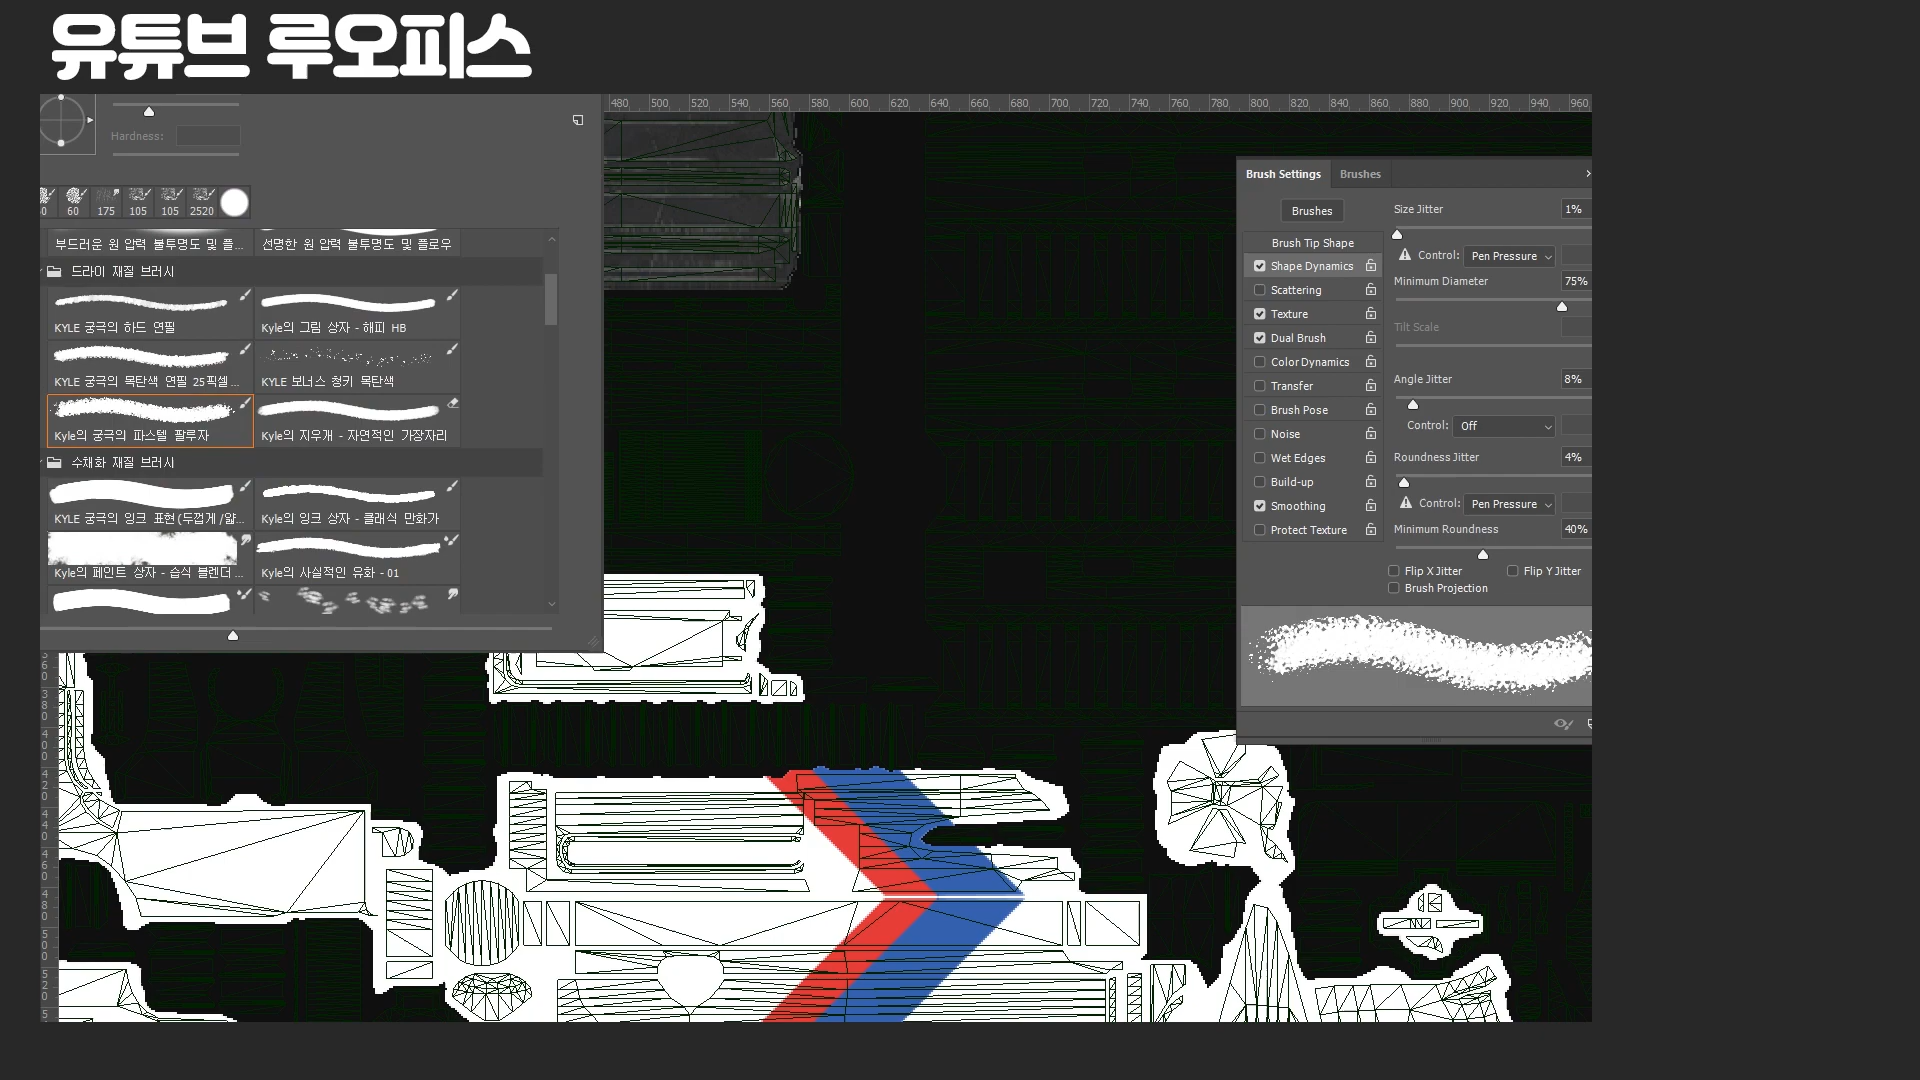 유튜브 루오피스
480 500 520 540 560 580 600 620 640 660 680 700 720 740 760 780 800 820 840 860 880 900 920 940 960
Hardness:
60 175 105 105 2520
부드러운 원 압력 불투명도 및 플...
선명한 원 압력 불투명도 및 플로우
드라이 재질 브러시
KYLE 궁극의 하드 연필
Kyle의 그림 상자 - 해피 HB
KYLE 궁극의 목탄색 연필 25픽셀 ...
KYLE 보너스 청키 목탄색
Kyle의 궁극의 파스텔 팔루자
Kyle의 지우개 - 자연적인 가장자리
수채화 재질 브러시
KYLE 궁극의 잉크 표현(두껍게/얇...
Kyle의 잉크 상자 - 클래식 만화가
Kyle의 페인트 상자 - 습식 블렌더 ...
Kyle의 사실적인 유화 - 01
Brush Settings
Brushes
Brushes
Brush Tip Shape
Shape Dynamics
Scattering
Texture
Dual Brush
Color Dynamics
Transfer
Brush Pose
Noise
Wet Edges
Build-up
Smoothing
Protect Texture
Size Jitter 1%
Control: Pen Pressure
Minimum Diameter 75%
Tilt Scale
Angle Jitter 8%
Control: Off
Roundness Jitter 4%
Control: Pen Pressure
Minimum Roundness 40%
Flip X Jitter
Flip Y Jitter
Brush Projection
380
400
420
440
460
480
500
520